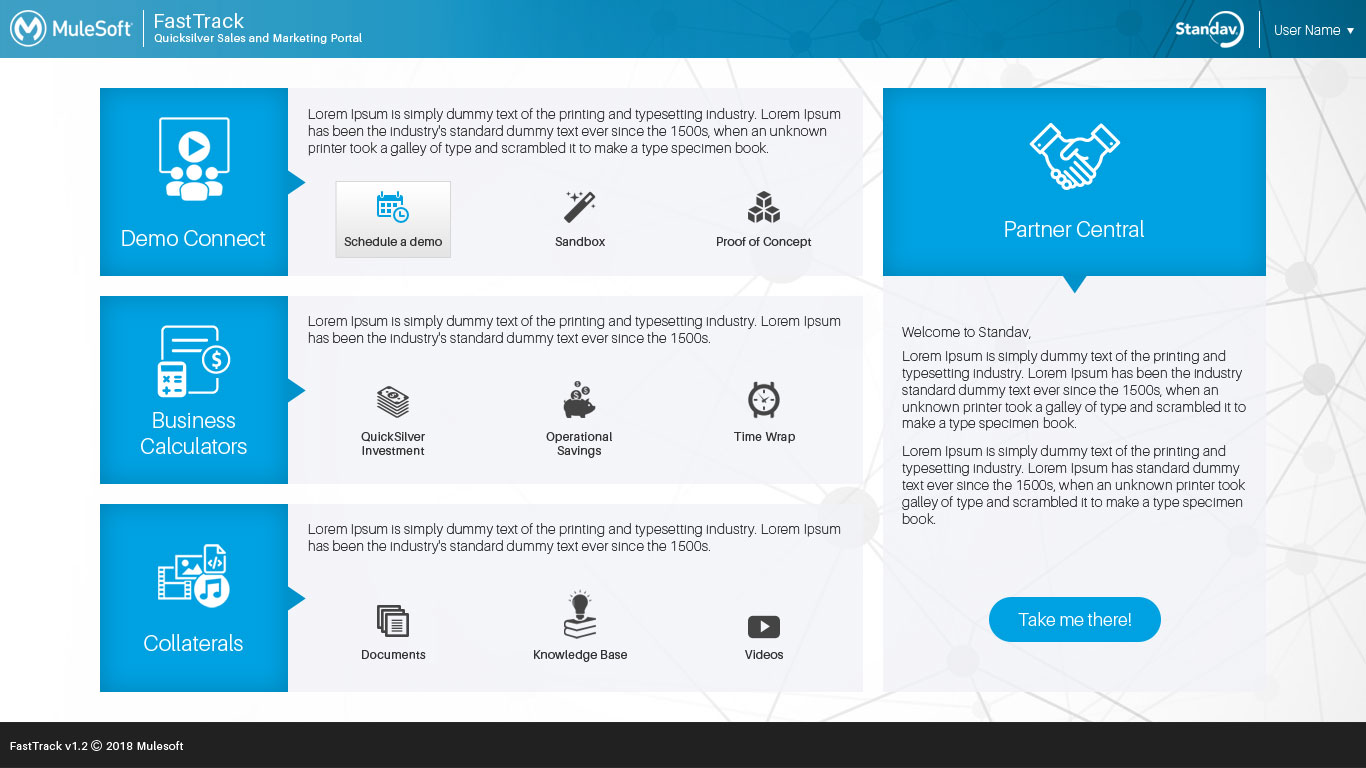 MuleSoft
FastTrack
Quicksilver Sales and Marketing Portal
Standav.
User Name
Demo Connect
Lorem Ipsum is simply dummy text of the printing and typesetting industry. Lorem Ipsum
has been the industry's standard dummy text ever since the 1500s, when an unknown
printer took a galley of type and scrambled it to make a type specimen book.
Schedule a demo
Sandbox
Proof of Concept
Business
Calculators
Lorem Ipsum is simply dummy text of the printing and typesetting industry. Lorem Ipsum
has been the industry's standard dummy text ever since the 1500s.
QuickSilver
Investment
Operational
Savings
Time Wrap
Collaterals
Lorem Ipsum is simply dummy text of the printing and typesetting industry. Lorem Ipsum
has been the industry's standard dummy text ever since the 1500s.
Documents
Knowledge Base
Videos
Partner Central
Welcome to Standav,
Lorem Ipsum is simply dummy text of the printing and
typesetting industry. Lorem Ipsum has been the industry
standard dummy text ever since the 1500s, when an
unknown printer took a galley of type and scrambled it to
make a type specimen book.
Lorem Ipsum is simply dummy text of the printing and
typesetting industry. Lorem Ipsum has standard dummy
text ever since the 1500s, when an unknown printer took
galley of type and scrambled it to make a type specimen
book.
Take me there!
FastTrack v1.2 © 2018 Mulesoft